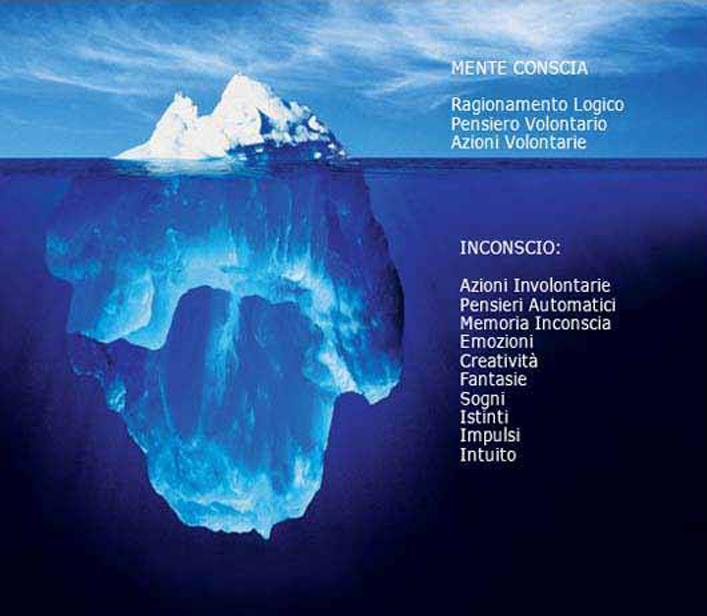 MENTE CONSCIA
Ragionamento Logico
Pensiero Volontario
Azioni Volontarie
INCONSCIO:
Azioni Involontarie
Pensieri Automatici
Memoria Inconscia
Emozioni
Creatività
Fantasie
Sogni
Istinti
Impulsi
Intuito